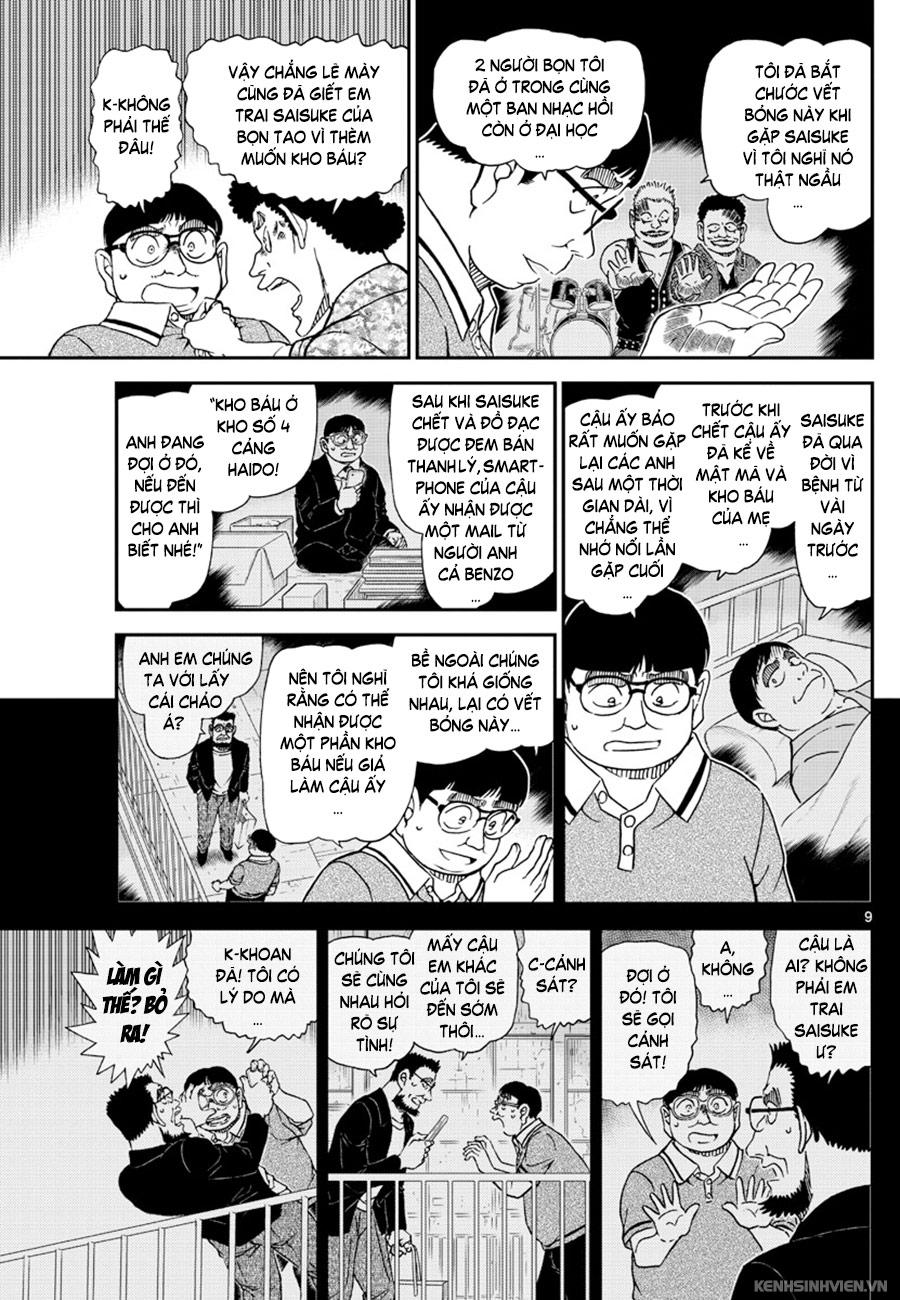 TÔI ĐÃ BẮT
CHƯỚC VẾT
BỎNG NÀY KHI
GẶP SAISUKE
VÌ TÔI NGHĨ NÓ
THẬT NGẦU
...
2 NGƯỜI BỌN TÔI
ĐÃ Ở TRONG CÙNG
MỘT BAN NHẠC HỒI
CÒN Ở ĐẠI HỌC
...
VẬY CHẲNG LẼ MÀY
CŨNG ĐÃ GIẾT EM
TRAI SAISUKE CỦA
BỌN TAO VÌ THÈM
MUỐN KHO BÁU?
K-KHÔNG
PHẢI THẾ
ĐÂU!
SAISUKE
ĐÃ QUA
ĐỜI VÌ
BỆNH TỪ
VÀI
NGÀY
TRƯỚC
...
TRƯỚC KHI
CHẾT CẬU ẤY
ĐÃ KỂ VỀ
MẬT MÃ VÀ
KHO BÁU
CỦA MẸ
...
CẬU ẤY BẢO
RẤT MUỐN GẶP
LẠI CÁC ANH
SAU MỘT THỜI
GIAN DÀI, VÌ
CHẲNG THỂ
NHỚ NỔI LẦN
GẶP CUỐI
...
SAU KHI SAISUKE
CHẾT VÀ ĐỒ ĐẠC
ĐƯỢC ĐEM BÁN
THANH LÝ, SMART-
PHONE CỦA CẬU
ẤY NHẬN ĐƯỢC
MỘT MAIL TỪ
NGƯỜI ANH
CẢ BENZO
"KHO BÁU Ở
KHO SỐ 4
CẢNG
HAIDO!
ANH ĐANG
ĐỢI Ở ĐÓ,
NẾU ĐẾN
ĐƯỢC THÌ
CHO ANH
BIẾT NHÉ!"
BỀ NGOÀI CHÚNG
TÔI KHÁ GIỐNG
NHAU, LẠI CÓ VẾT
BỎNG NÀY...
NÊN TÔI NGHĨ
RẰNG CÓ THỂ
NHẬN ĐƯỢC
MỘT PHẦN KHO
BÁU NẾU GIẢ
LÀM CẬU ẤY
...
ANH EM CHÚNG
TA VỚI LẤY
CÁI CHẢO
Á?
9
CẬU LÀ
AI? KHÔNG
PHẢI EM
TRAI
SAISUKE
Ư?
A,
KHÔNG
...
ĐỢI Ở
ĐÓ! TÔI
SẼ GỌI
CẢNH
SÁT!
C-CẢNH
SÁT?
MẤY CẬU
EM KHÁC
CỦA TÔI SẼ
ĐẾN SỚM
THÔI...
CHÚNG TÔI
SẼ CÙNG
NHAU HỎI
RÕ SỰ
TÌNH!
K-KHOAN
ĐÃ! TÔI CÓ
LÝ DO MÀ
...
LÀM GÌ
THẾ? BỎ
RA!
KENHSINHVIEN.VN